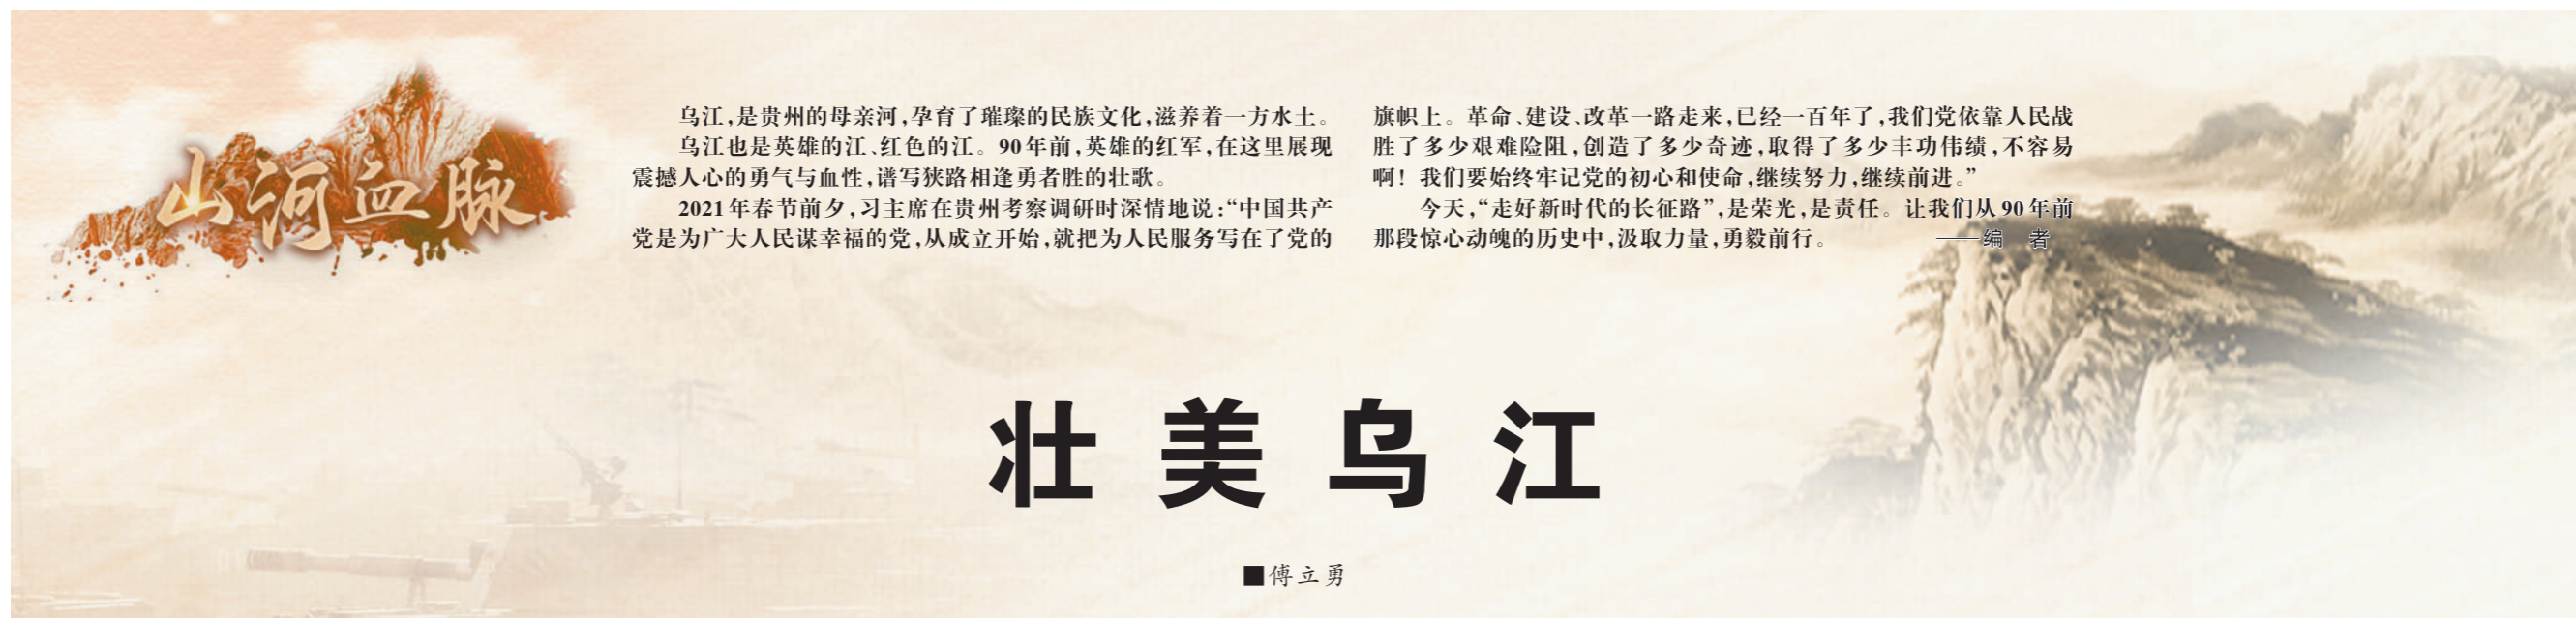 山河血脉
乌江,是贵州的母亲河,孕育了璀璨的民族文化,滋养着一方水土。
乌江也是英雄的江、红色的江。90年前,英雄的红军,在这里展现
震撼人心的勇气与血性,谱写狭路相逢勇者胜的壮歌。
2021年春节前夕,习主席在贵州考察调研时深情地说:“中国共产
党是为广大人民谋幸福的党,从成立开始,就把为人民服务写在了党的
旗帜上。革命、建设、改革一路走来,已经一百年了,我们党依靠人民战
胜了多少艰难险阻,创造了多少奇迹,取得了多少丰功伟绩,不容易
啊！我们要始终牢记党的初心和使命,继续努力,继续前进。”
今天,“走好新时代的长征路”,是荣光,是责任。让我们从90年前
那段惊心动魄的历史中,汲取力量,勇毅前行。 ——编 者
壮美乌江
■傅立勇